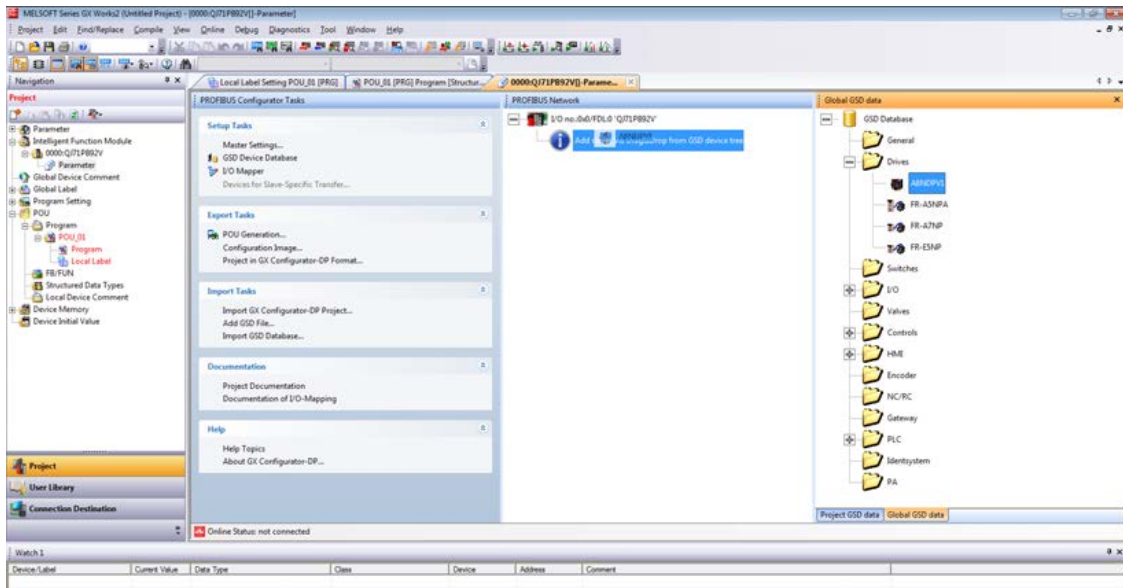 MELSOFT Series GX Works2 (Untitled Project) - [0000:QJ71PB92V[]-Parameter]
Project Edit Find/Replace Compile View Online Debug Diagnostics Tool Window Help
Navigation
Project
Parameter
Intelligent Function Module
0000:QJ71PB92V
Parameter
Global Device Comment
Global Label
Program Setting
POU
Program
POU_01
Program
Local Label
FB/FUN
Structured Data Types
Local Device Comment
Device Memory
Device Initial Value
Project
User Library
Connection Destination
Local Label Setting POU_01 [PRG]
POU_01 [PRG] Program [Structur...
0000:QJ71PB92V[]-Parame...
PROFIBUS Configurator Tasks
Setup Tasks
Master Settings...
GSD Device Database
I/O Mapper
Devices for Slave-Specific Transfer...
Export Tasks
POU Generation...
Configuration Image...
Project in GX Configurator-DP Format...
Import Tasks
Import GX Configurator-DP Project...
Add GSD File...
Import GSD Database...
Documentation
Project Documentation
Documentation of I/O-Mapping
Help
Help Topics
About GX Configurator-DP...
PROFIBUS Network
I/O no.:0x0/FDL:0 'QJ71PB92V'
Add drop from GSD device tree
Global GSD data
GSD Database
General
Drives
ABNDPV1
FR-A5NPA
FR-A7NP
FR-E5NP
Switches
I/O
Valves
Controls
HMI
Encoder
NC/RC
Gateway
PLC
Identsystem
PA
Project GSD data Global GSD data
Online Status: not connected
Watch 1
Device/Label Current Value Data Type Class Device Address Comment